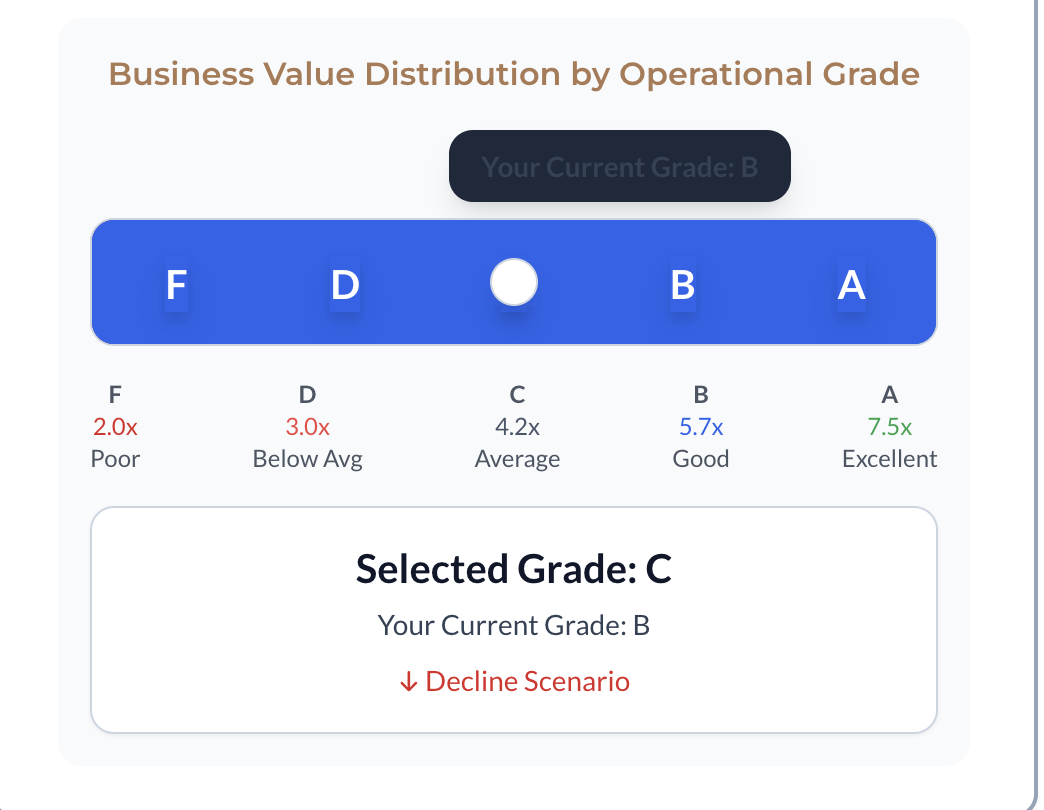 Business Value Distribution by Operational Grade
Your Current Grade: B
F D B A
F D C B A
2.0x 3.0x 4.2x 5.7x 7.5x
Poor Below Avg Average Good Excellent
Selected Grade: C
Your Current Grade: B
↓ Decline Scenario